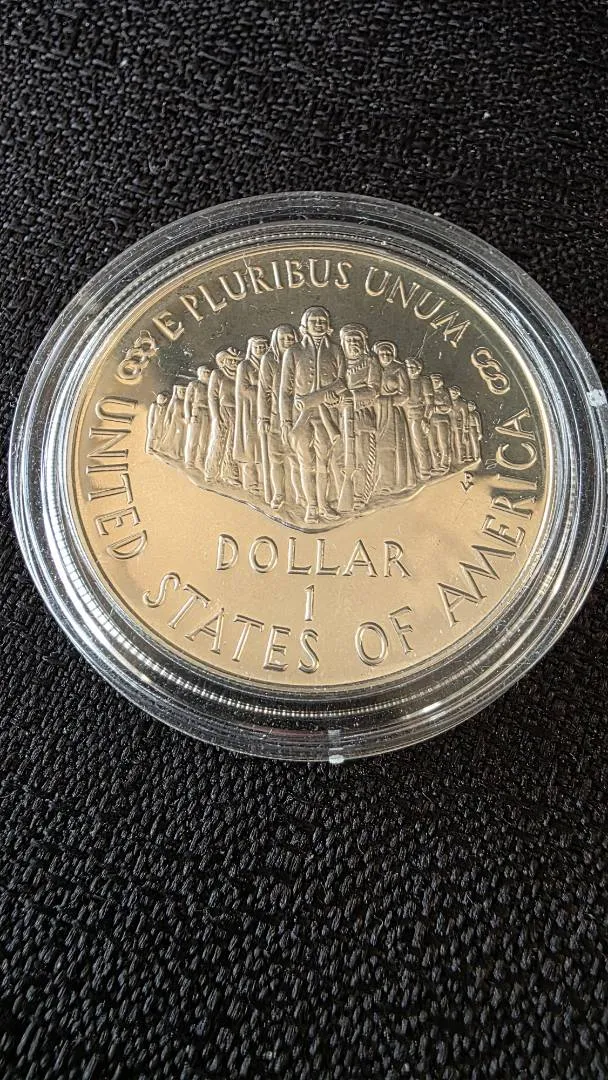 E PLURIBUS UNUM
DOLLAR
1
UNITED STATES OF AMERICA